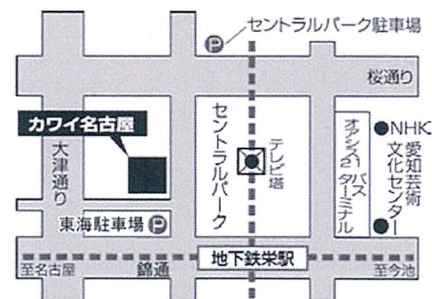 セントラルパーク駐車場
P
桜通り
カワイ名古屋
大津通り
セントラルパーク
テレビ塔
オアシス21
バスターミナル
NHK
愛知芸術
文化センター
東海駐車場 P
地下鉄栄駅
至名古屋
錦通
至今池